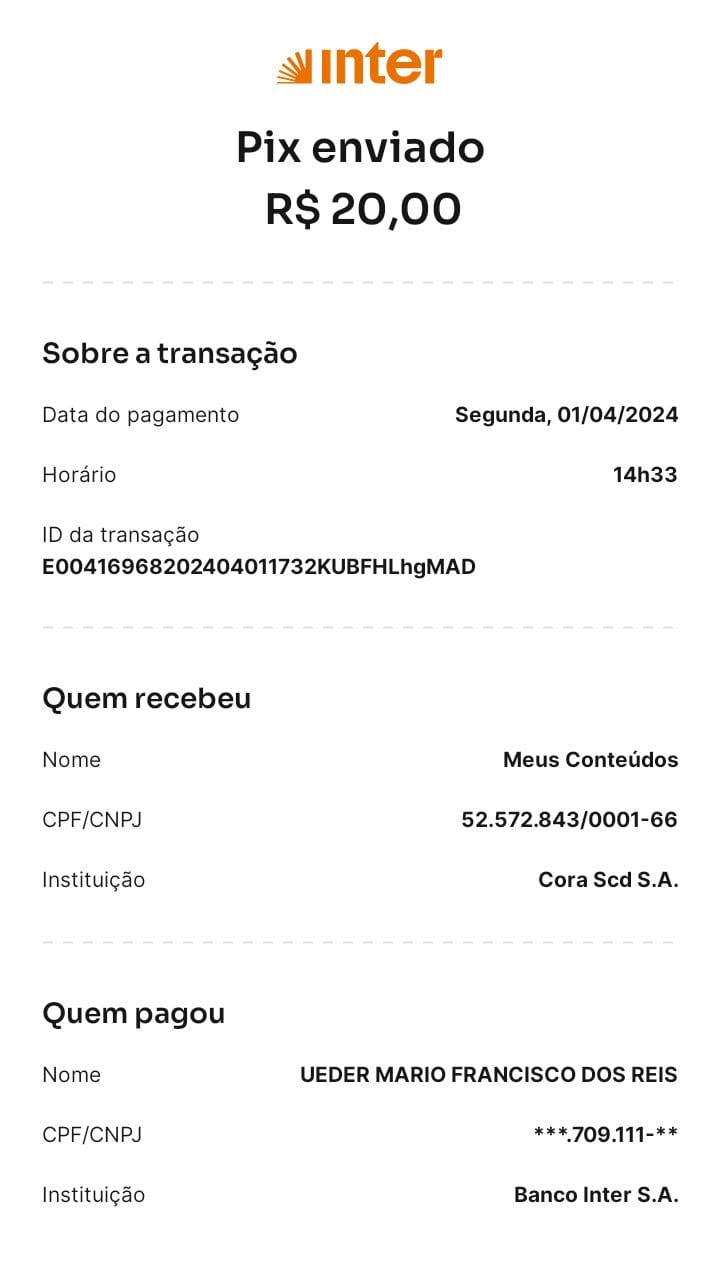 inter
Pix enviado
R$ 20,00
Sobre a transação
Data do pagamento Segunda, 01/04/2024
Horário 14h33
ID da transação
E00416968202404011732KUBFHLhgMAD
Quem recebeu
Nome Meus Conteúdos
CPF/CNPJ 52.572.843/0001-66
Instituição Cora Scd S.A.
Quem pagou
Nome UEDER MARIO FRANCISCO DOS REIS
CPF/CNPJ ***.709.111-**
Instituição Banco Inter S.A.